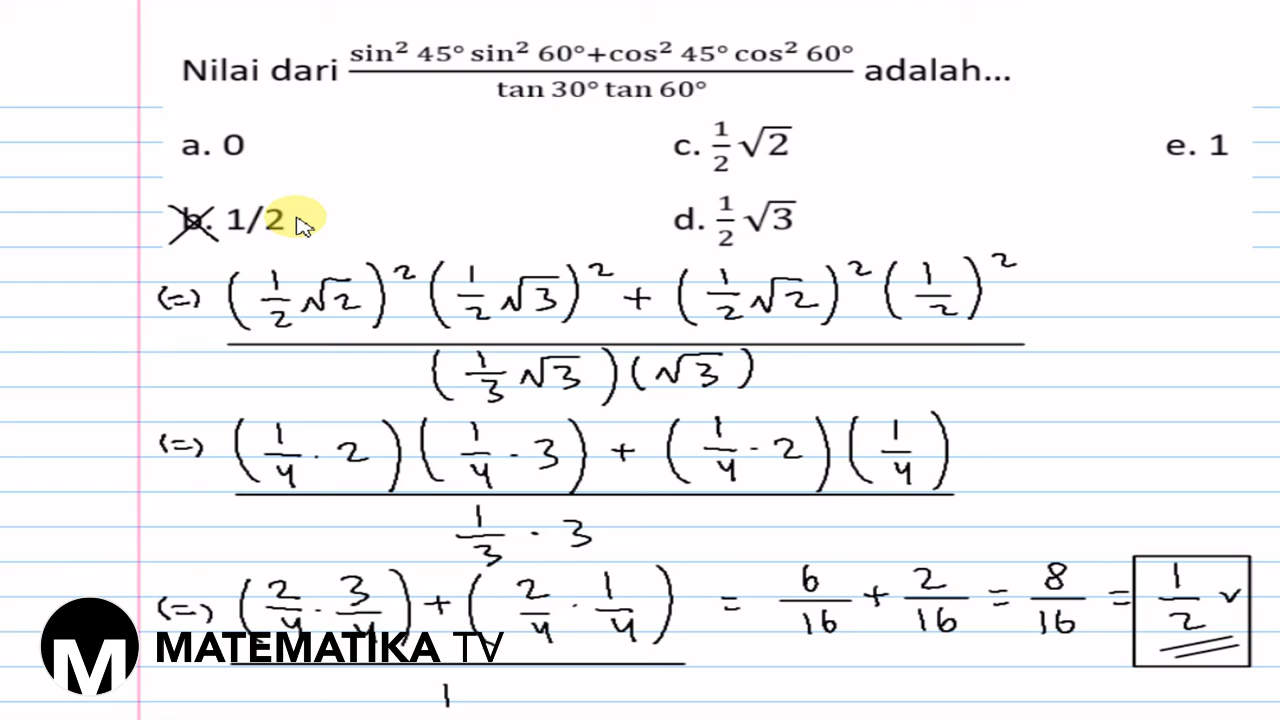 Nilai dari (sin² 45° sin² 60°+cos² 45° cos² 60°)/(tan 30° tan 60°) adalah...
a. 0 c. 1/2 √2 e. 1
b. 1/2 d. 1/2 √3
(=) ((1/2 √2)² (1/2 √3)² + (1/2 √2)² (1/2)²)/((1/3 √3)(√3))
(=) ((1/4 · 2)(1/4 · 3) + (1/4 · 2)(1/4))/(1/3 · 3)
(=) ((2/4 · 3/4) + (2/4 · 1/4))/1 = 6/16 + 2/16 = 8/16 = 1/2 ✓
M MATEMATIKA TV